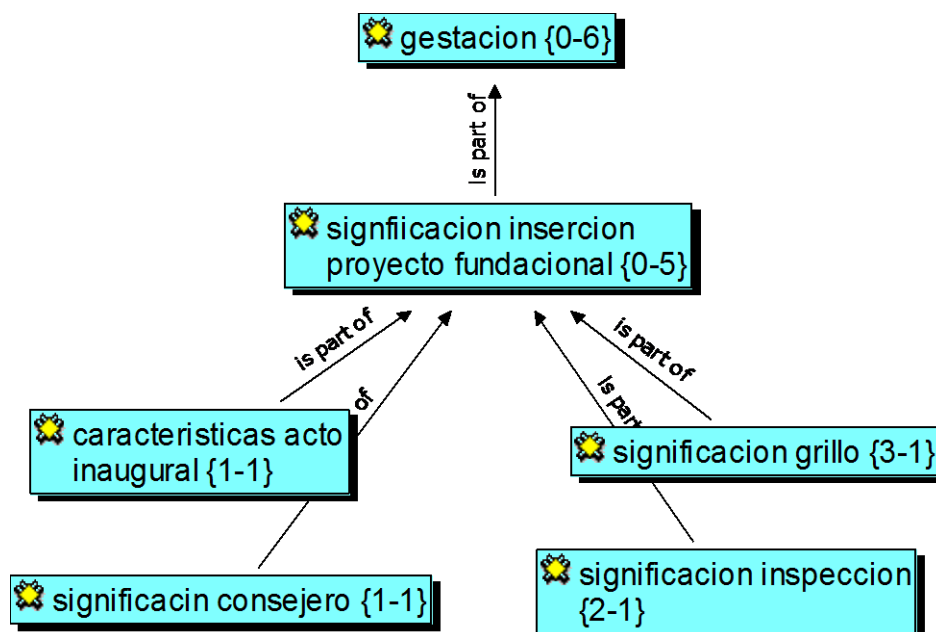 gestacion {0-6}
is part of
signfiicacion insercion
proyecto fundacional {0-5}
is part of
is part of
of
is part
caracteristicas acto
inaugural {1-1}
significacion grillo {3-1}
significacin consejero {1-1}
significacion inspeccion
{2-1}